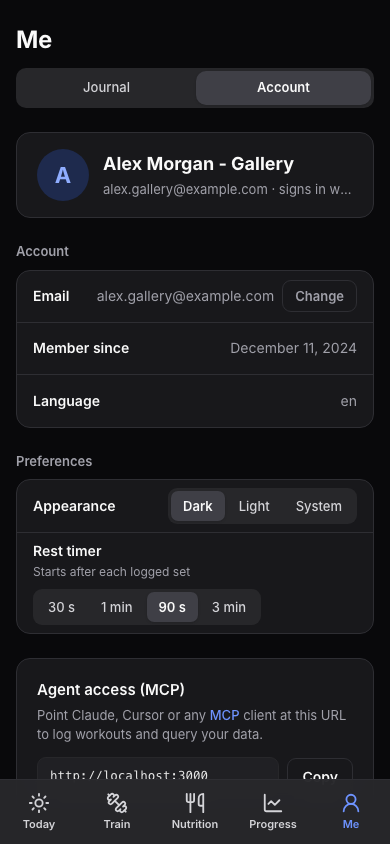 Me
Journal
Account
A
Alex Morgan - Gallery
alex.gallery@example.com · signs in w...
Account
Email
alex.gallery@example.com
Change
Member since
December 11, 2024
Language
en
Preferences
Appearance
Dark
Light
System
Rest timer
Starts after each logged set
30 s
1 min
90 s
3 min
Agent access (MCP)
Point Claude, Cursor or any MCP client at this URL
to log workouts and query your data.
http://localhost:3000
Copy
Today
Train
Nutrition
Progress
Me